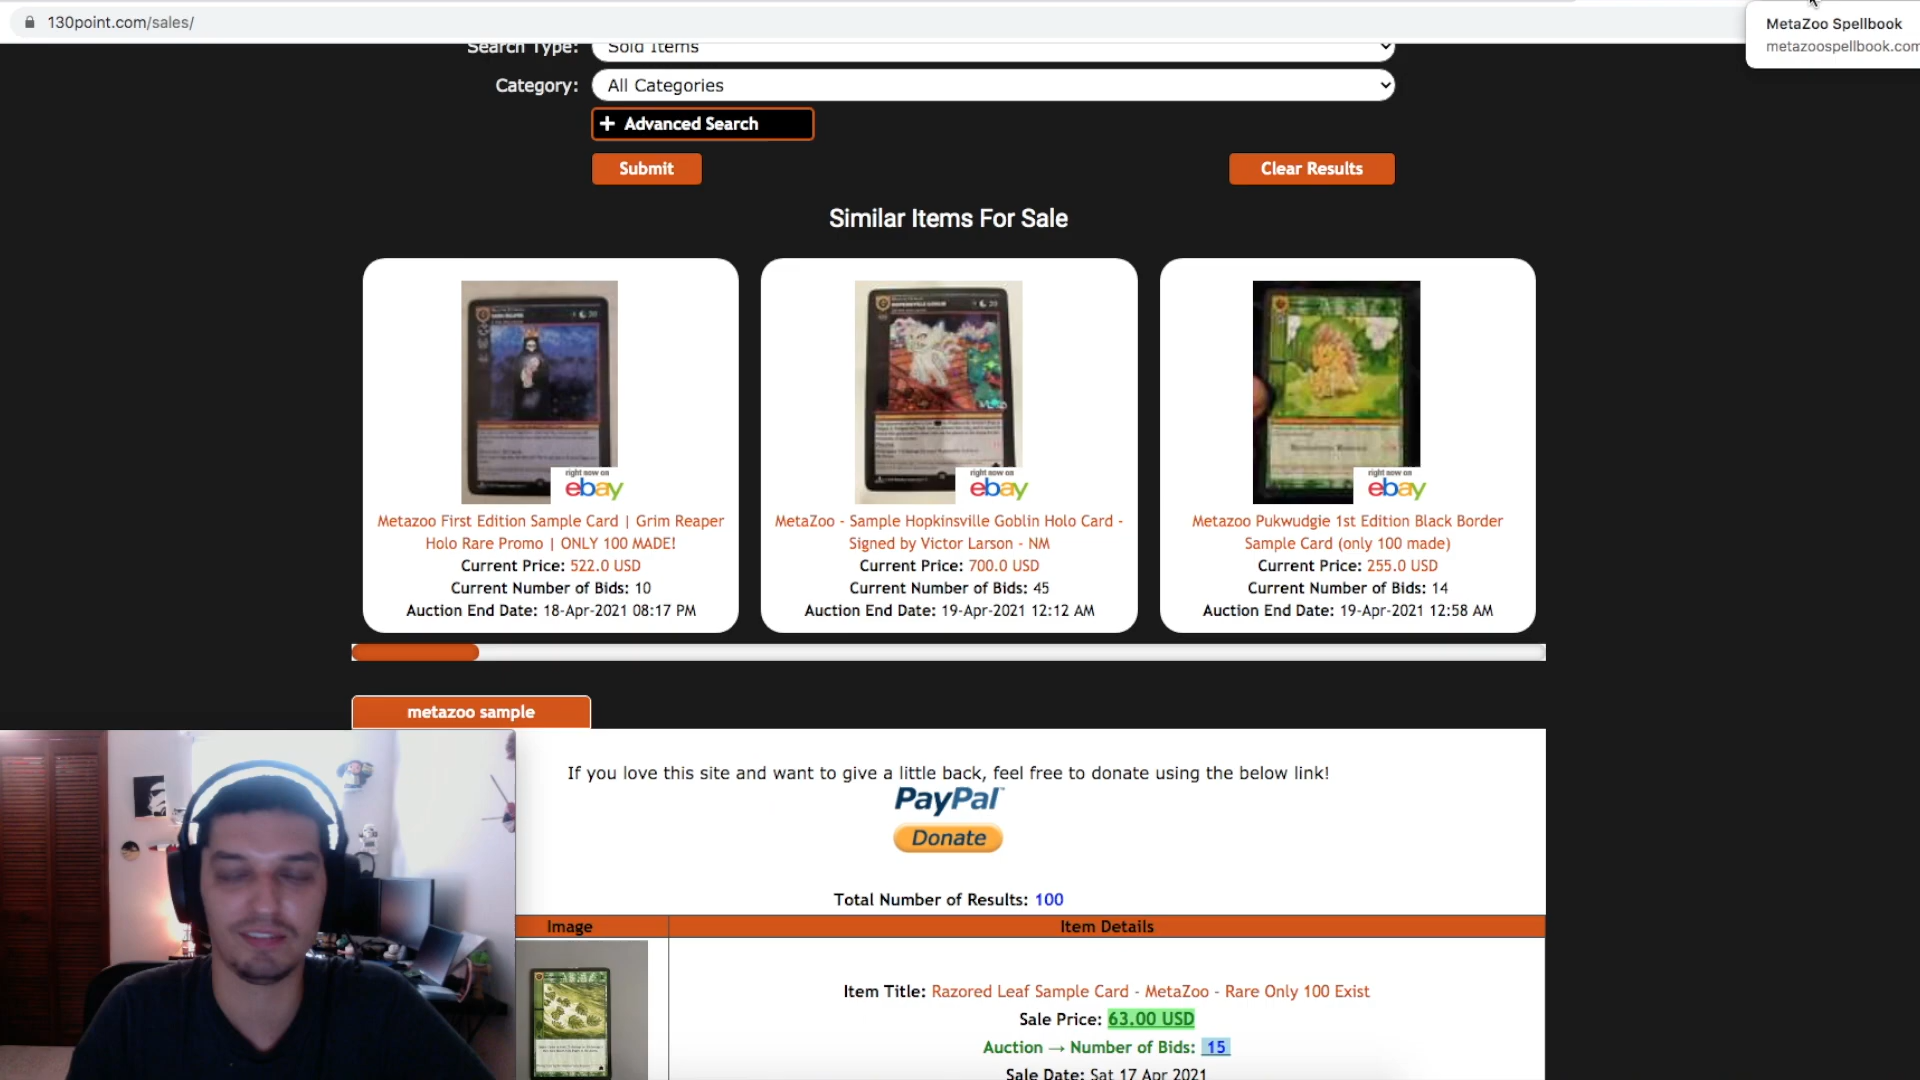 130point.com/sales/
MetaZoo Spellbook
metazoospellbook.com
Search Type: Sold Items
Category: All Categories
+ Advanced Search
Submit
Clear Results
Similar Items For Sale
right now on
ebay
Metazoo First Edition Sample Card | Grim Reaper
Holo Rare Promo | ONLY 100 MADE!
Current Price: 522.0 USD
Current Number of Bids: 10
Auction End Date: 18-Apr-2021 08:17 PM
right now on
ebay
MetaZoo - Sample Hopkinsville Goblin Holo Card -
Signed by Victor Larson - NM
Current Price: 700.0 USD
Current Number of Bids: 45
Auction End Date: 19-Apr-2021 12:12 AM
right now on
ebay
Metazoo Pukwudgie 1st Edition Black Border
Sample Card (only 100 made)
Current Price: 255.0 USD
Current Number of Bids: 14
Auction End Date: 19-Apr-2021 12:58 AM
metazoo sample
If you love this site and want to give a little back, feel free to donate using the below link!
PayPal
Donate
Total Number of Results: 100
Image
Item Details
Item Title: Razored Leaf Sample Card - MetaZoo - Rare Only 100 Exist
Sale Price: 63.00 USD
Auction → Number of Bids: 15
Sale Date: Sat 17 Apr 2021